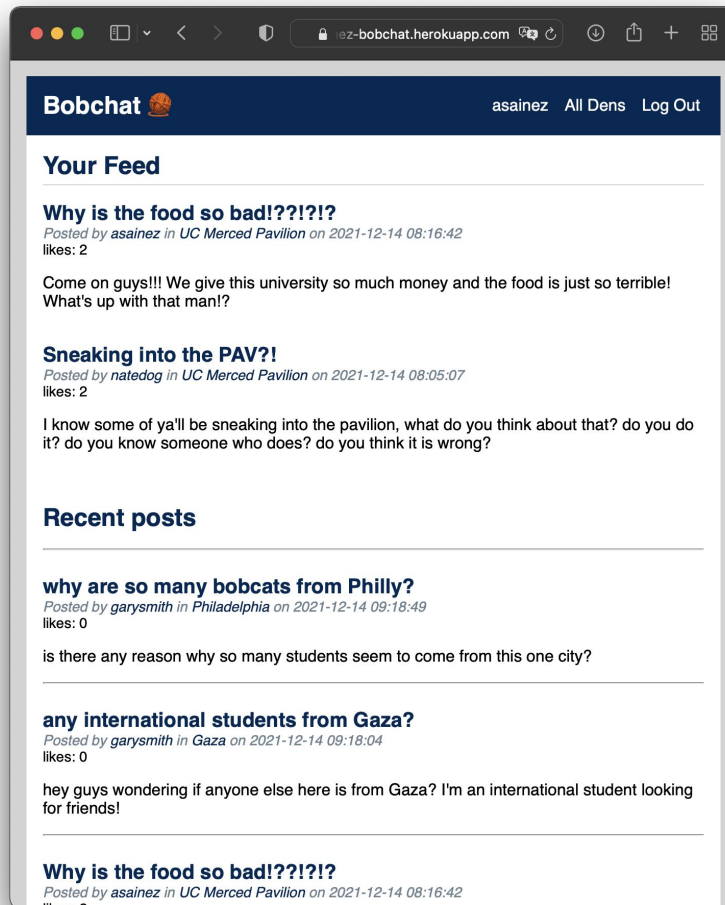 ez-bobchat.herokuapp.com
Bobchat
asainez All Dens Log Out
Your Feed
Why is the food so bad!??!?!?
Posted by asainez in UC Merced Pavilion on 2021-12-14 08:16:42
likes: 2
Come on guys!!! We give this university so much money and the food is just so terrible!
What's up with that man!?
Sneaking into the PAV?!
Posted by natedog in UC Merced Pavilion on 2021-12-14 08:05:07
likes: 2
I know some of ya'll be sneaking into the pavilion, what do you think about that? do you do
it? do you know someone who does? do you think it is wrong?
Recent posts
why are so many bobcats from Philly?
Posted by garysmith in Philadelphia on 2021-12-14 09:18:49
likes: 0
is there any reason why so many students seem to come from this one city?
any international students from Gaza?
Posted by garysmith in Gaza on 2021-12-14 09:18:04
likes: 0
hey guys wondering if anyone else here is from Gaza? I'm an international student looking
for friends!
Why is the food so bad!??!?!?
Posted by asainez in UC Merced Pavilion on 2021-12-14 08:16:42